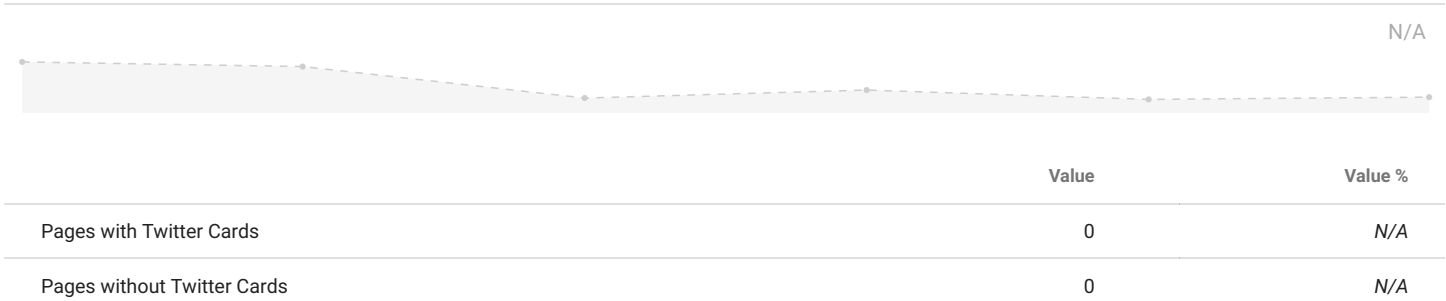 N/A
Value Value %
Pages with Twitter Cards 0 N/A
Pages without Twitter Cards 0 N/A